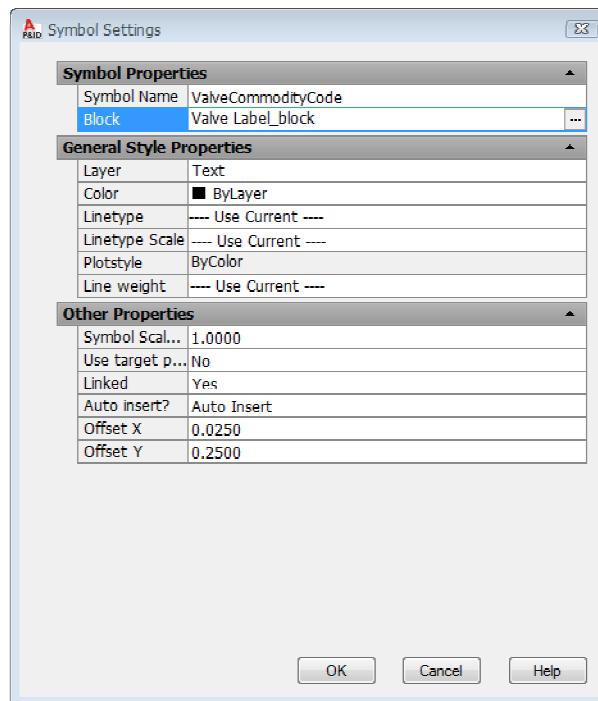 A P&ID Symbol Settings
Symbol Properties
Symbol Name ValveCommodityCode
Block Valve Label_block ...
General Style Properties
Layer Text
Color ByLayer
Linetype ---- Use Current ----
Linetype Scale ---- Use Current ----
Plotstyle ByColor
Line weight ---- Use Current ----
Other Properties
Symbol Scal... 1.0000
Use target p... No
Linked Yes
Auto insert? Auto Insert
Offset X 0.0250
Offset Y 0.2500
OK Cancel Help